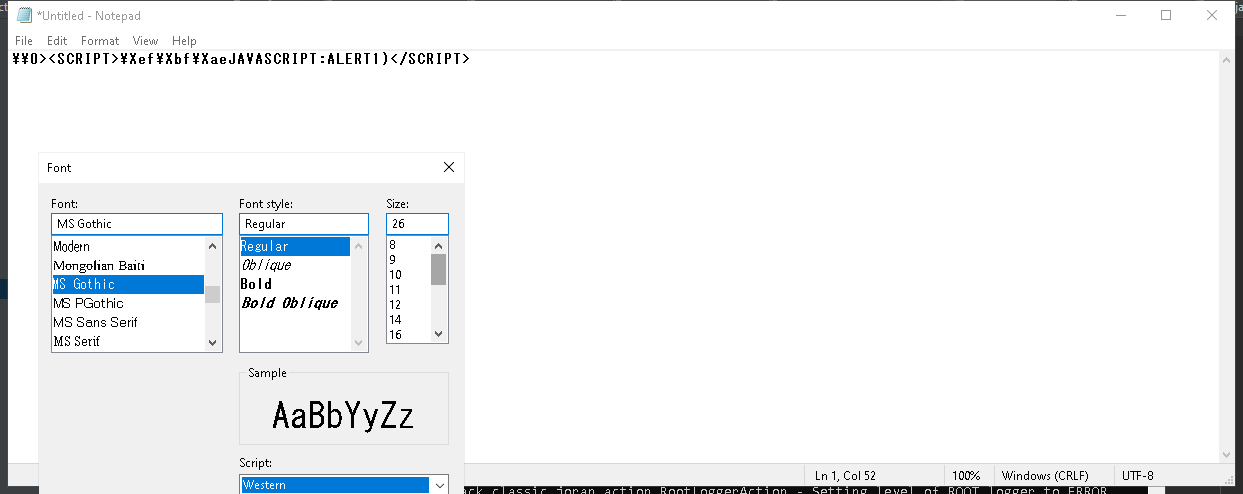 *Untitled - Notepad
File Edit Format View Help
¥¥0><SCRIPT>¥Xef¥Xbf¥XaeJAVASCRIPT:ALERT1)</SCRIPT>
Font
Font: Font style: Size:
MS Gothic Regular 26
Modern Regular 8
Mongolian Baiti Oblique 9
MS Gothic Bold 10
MS PGothic Bold Oblique 11
MS Sans Serif 12
MS Serif 14
16
Sample
AaBbYyZz
Script:
Western
Ln 1, Col 52 100% Windows (CRLF) UTF-8
ack.classic.joran.action.RootLoggerAction - Setting level of ROOT logger to ERROR